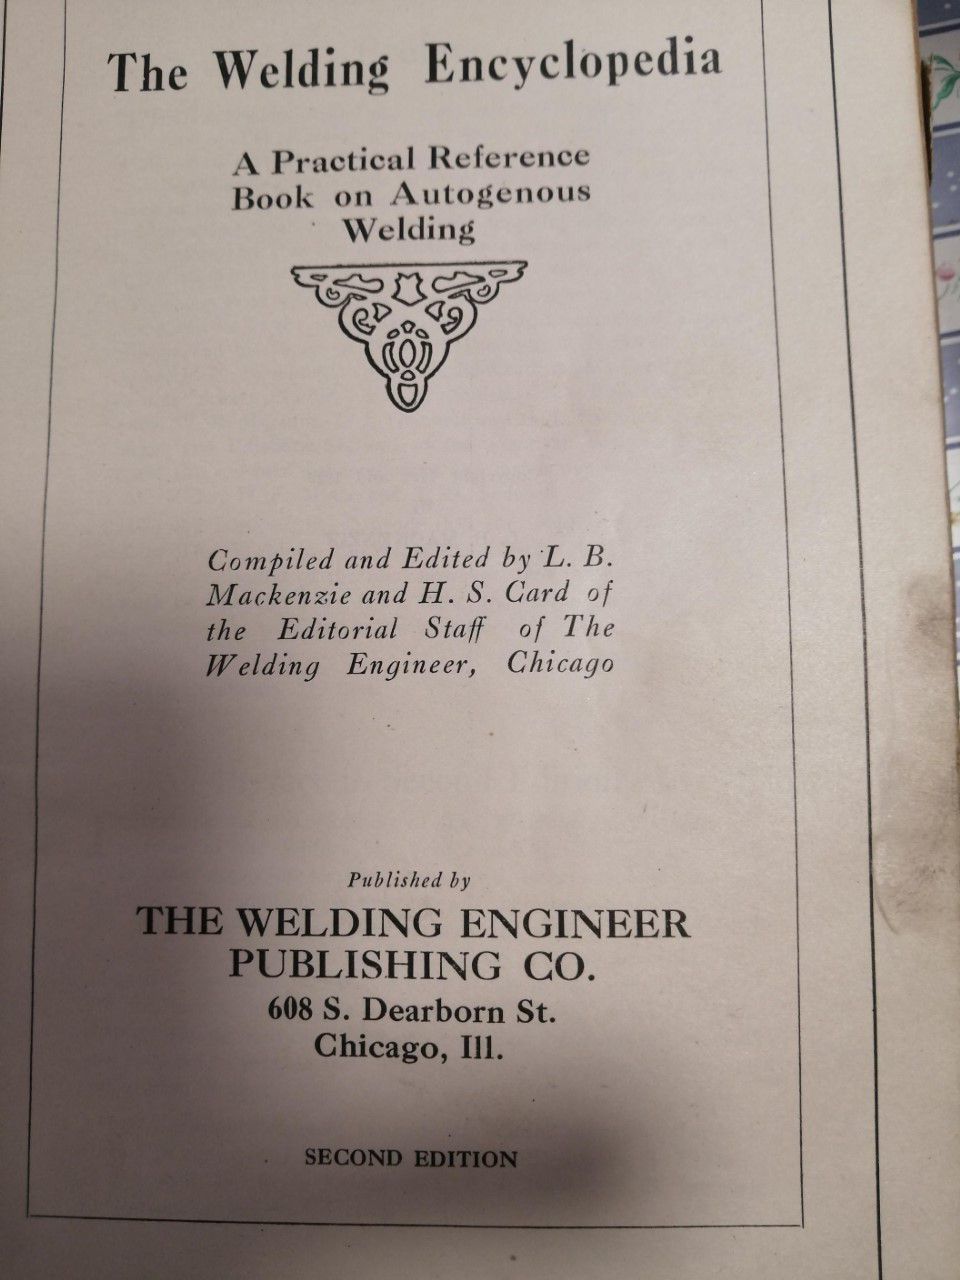 The Welding Encyclopedia
A Practical Reference
Book on Autogenous
Welding
Compiled and Edited by L. B.
Mackenzie and H. S. Card of
the Editorial Staff of The
Welding Engineer, Chicago
Published by
THE WELDING ENGINEER
PUBLISHING CO.
608 S. Dearborn St.
Chicago, Ill.
SECOND EDITION